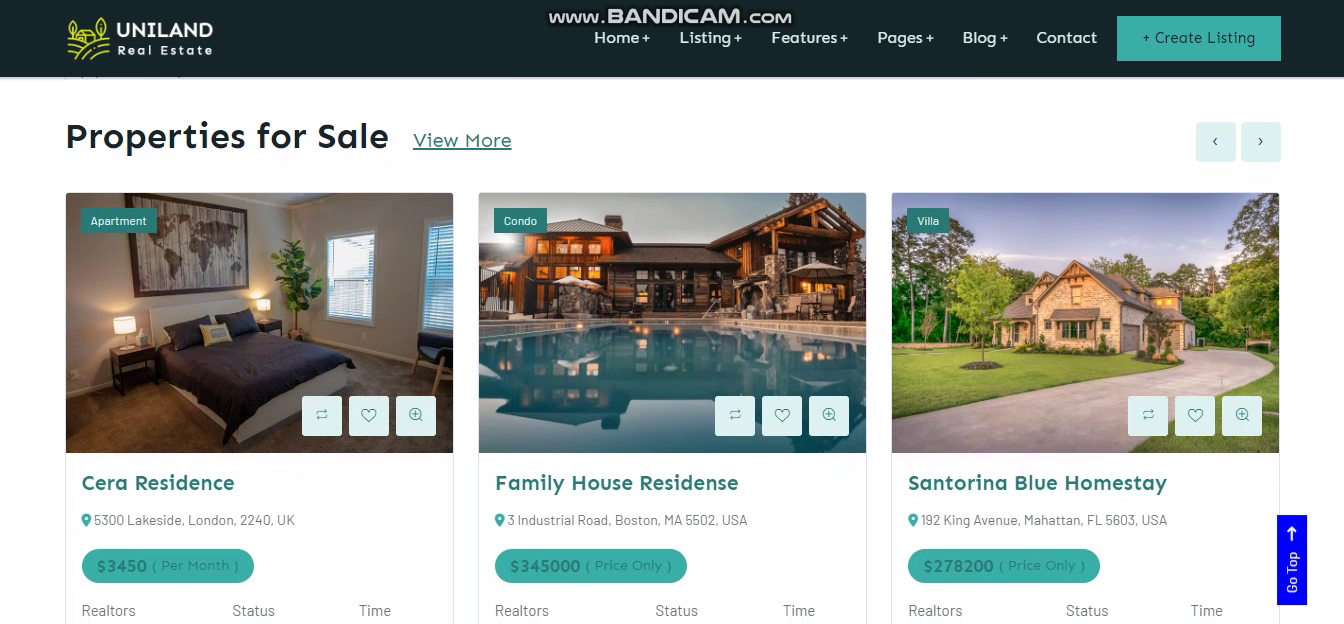 www.BANDICAM.com
UNILAND
Real Estate
Home + Listing + Features + Pages + Blog + Contact + Create Listing
Properties for Sale View More ‹ ›
Apartment Condo Villa
Cera Residence
5300 Lakeside, London, 2240, UK
$3450 ( Per Month )
Realtors Status Time
Family House Residense
3 Industrial Road, Boston, MA 5502, USA
$345000 ( Price Only )
Realtors Status Time
Santorina Blue Homestay
192 King Avenue, Mahattan, FL 5603, USA
$278200 ( Price Only )
Realtors Status Time
Go Top